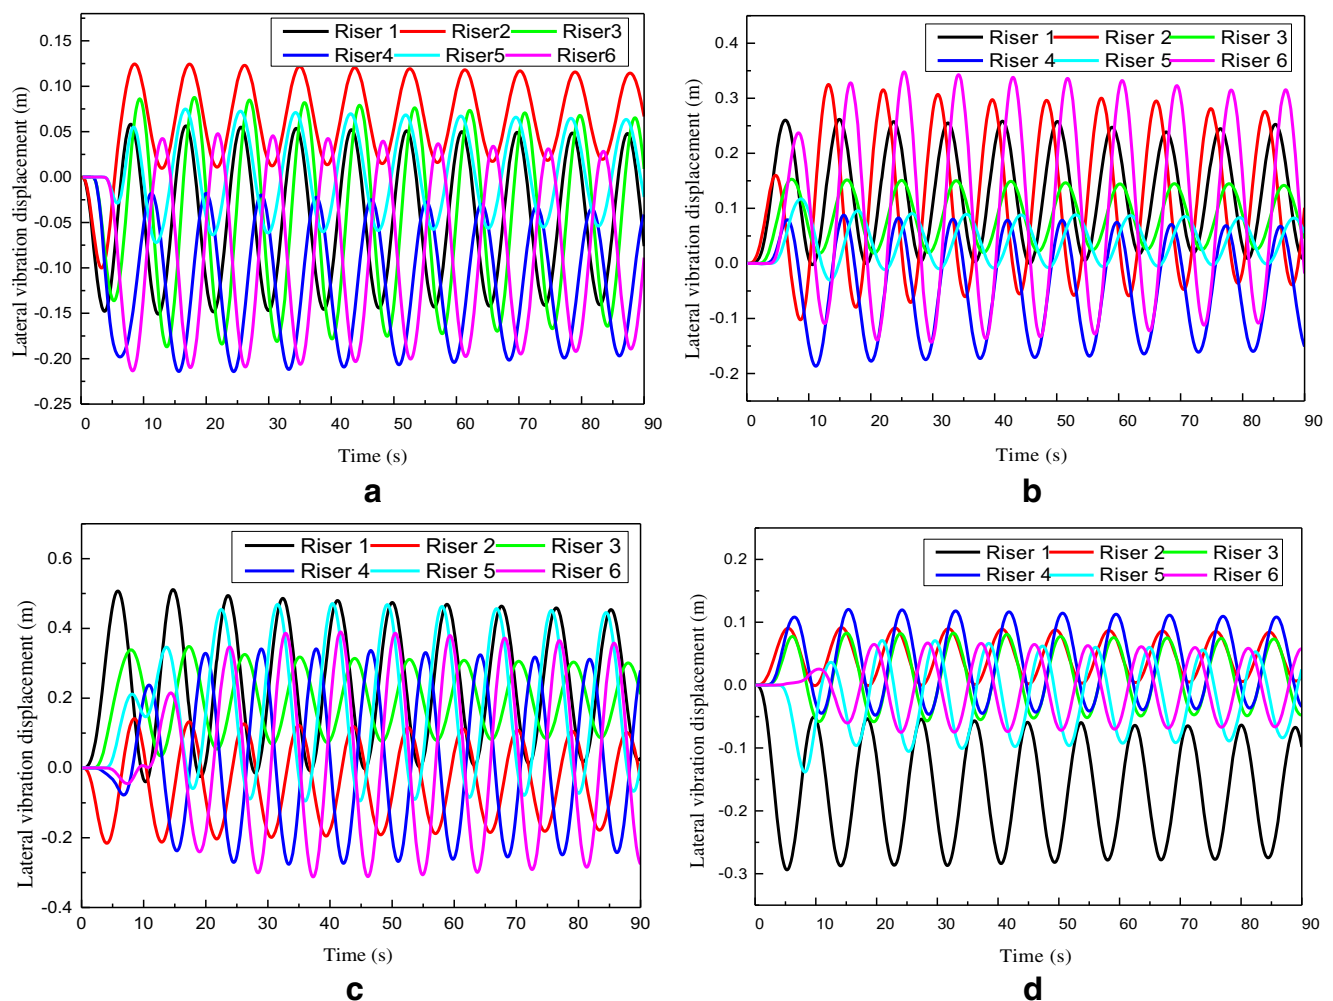 Riser 1 Riser2 Riser3
Riser4 Riser5 Riser6
0.15
0.10
0.05
0.00
-0.05
-0.10
-0.15
-0.20
-0.25
Lateral vibration displacement (m)
0 10 20 30 40 50 60 70 80 90
Time (s)
a
Riser 1 Riser 2 Riser 3
Riser 4 Riser 5 Riser 6
0.4
0.3
0.2
0.1
0.0
-0.1
-0.2
Lateral vibration displacement (m)
0 10 20 30 40 50 60 70 80 90
Time (s)
b
Riser 1 Riser 2 Riser 3
Riser 4 Riser 5 Riser 6
0.6
0.4
0.2
0.0
-0.2
-0.4
Lateral vibration displacement (m)
0 10 20 30 40 50 60 70 80 90
Time (s)
c
Riser 1 Riser 2 Riser 3
Riser 4 Riser 5 Riser 6
0.2
0.1
0.0
-0.1
-0.2
-0.3
Lateral vibration displacement (m)
0 10 20 30 40 50 60 70 80 90
Time (s)
d